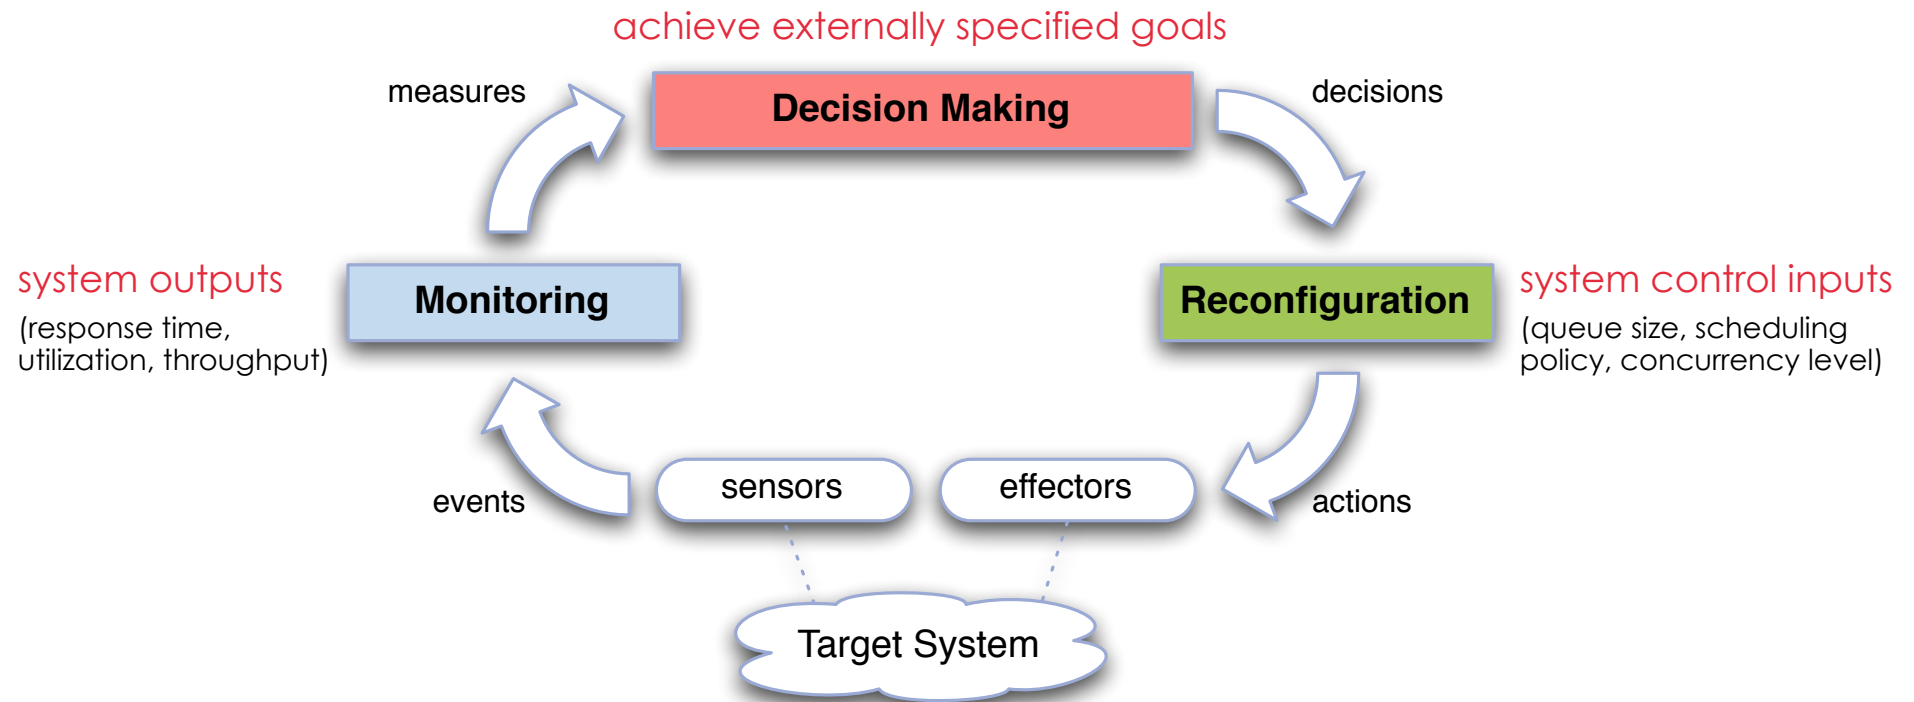 achieve externally specified goals
measures
Decision Making
decisions
system outputs
(response time,
utilization, throughput)
Monitoring
Reconfiguration
system control inputs
(queue size, scheduling
policy, concurrency level)
events
sensors
effectors
actions
Target System